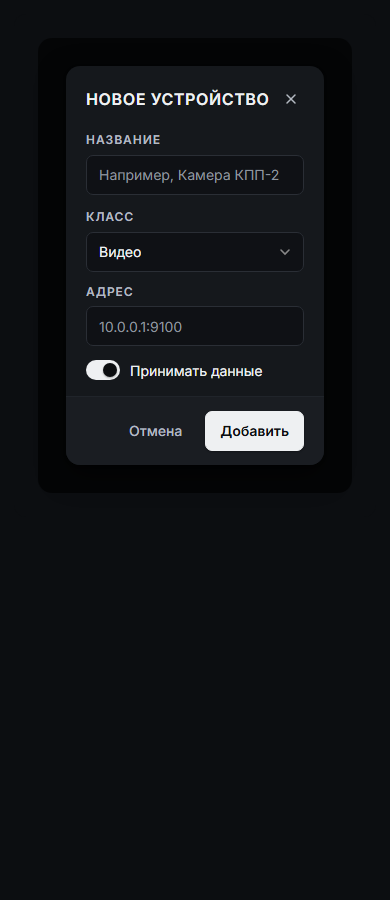 НОВОЕ УСТРОЙСТВО
НАЗВАНИЕ
Например, Камера КПП-2
КЛАСС
Видео
АДРЕС
10.0.0.1:9100
Принимать данные
Отмена
Добавить